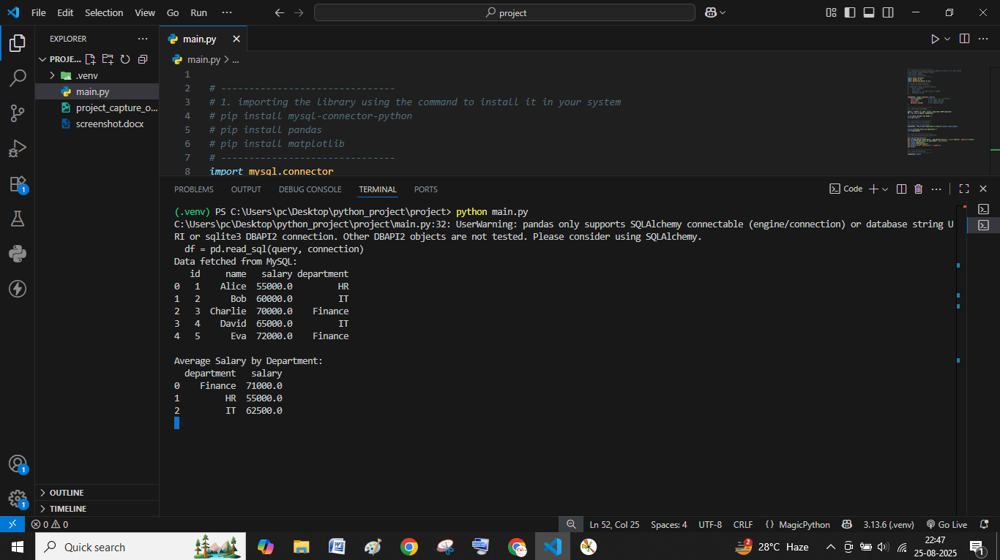 File Edit Selection View Go Run ···
project
EXPLORER ···
PROJE...
.venv
main.py
project_capture_o...
screenshot.docx
OUTLINE
TIMELINE
main.py
main.py > ...
1
2 # -------------------------------
3 # 1. importing the library using the command to install it in your system
4 # pip install mysql-connector-python
5 # pip install pandas
6 # pip install matplotlib
7 # -------------------------------
8 import mysql.connector
PROBLEMS OUTPUT DEBUG CONSOLE TERMINAL PORTS
Code
(.venv) PS C:\Users\pc\Desktop\python_project\project> python main.py
C:\Users\pc\Desktop\python_project\project\main.py:32: UserWarning: pandas only supports SQLAlchemy connectable (engine/connection) or database string U
RI or sqlite3 DBAPI2 connection. Other DBAPI2 objects are not tested. Please consider using SQLAlchemy.
  df = pd.read_sql(query, connection)
Data fetched from MySQL:
   id     name   salary department
0   1    Alice  55000.0         HR
1   2      Bob  60000.0         IT
2   3  Charlie  70000.0    Finance
3   4    David  65000.0         IT
4   5      Eva  72000.0    Finance
Average Salary by Department:
  department   salary
0    Finance  71000.0
1         HR  55000.0
2         IT  62500.0
1
1
1
0 0
Ln 52, Col 25 Spaces: 4 UTF-8 CRLF {} MagicPython 3.13.6 (.venv) Go Live
Quick search
2
28°C Haze
22:47
25-08-2025
1